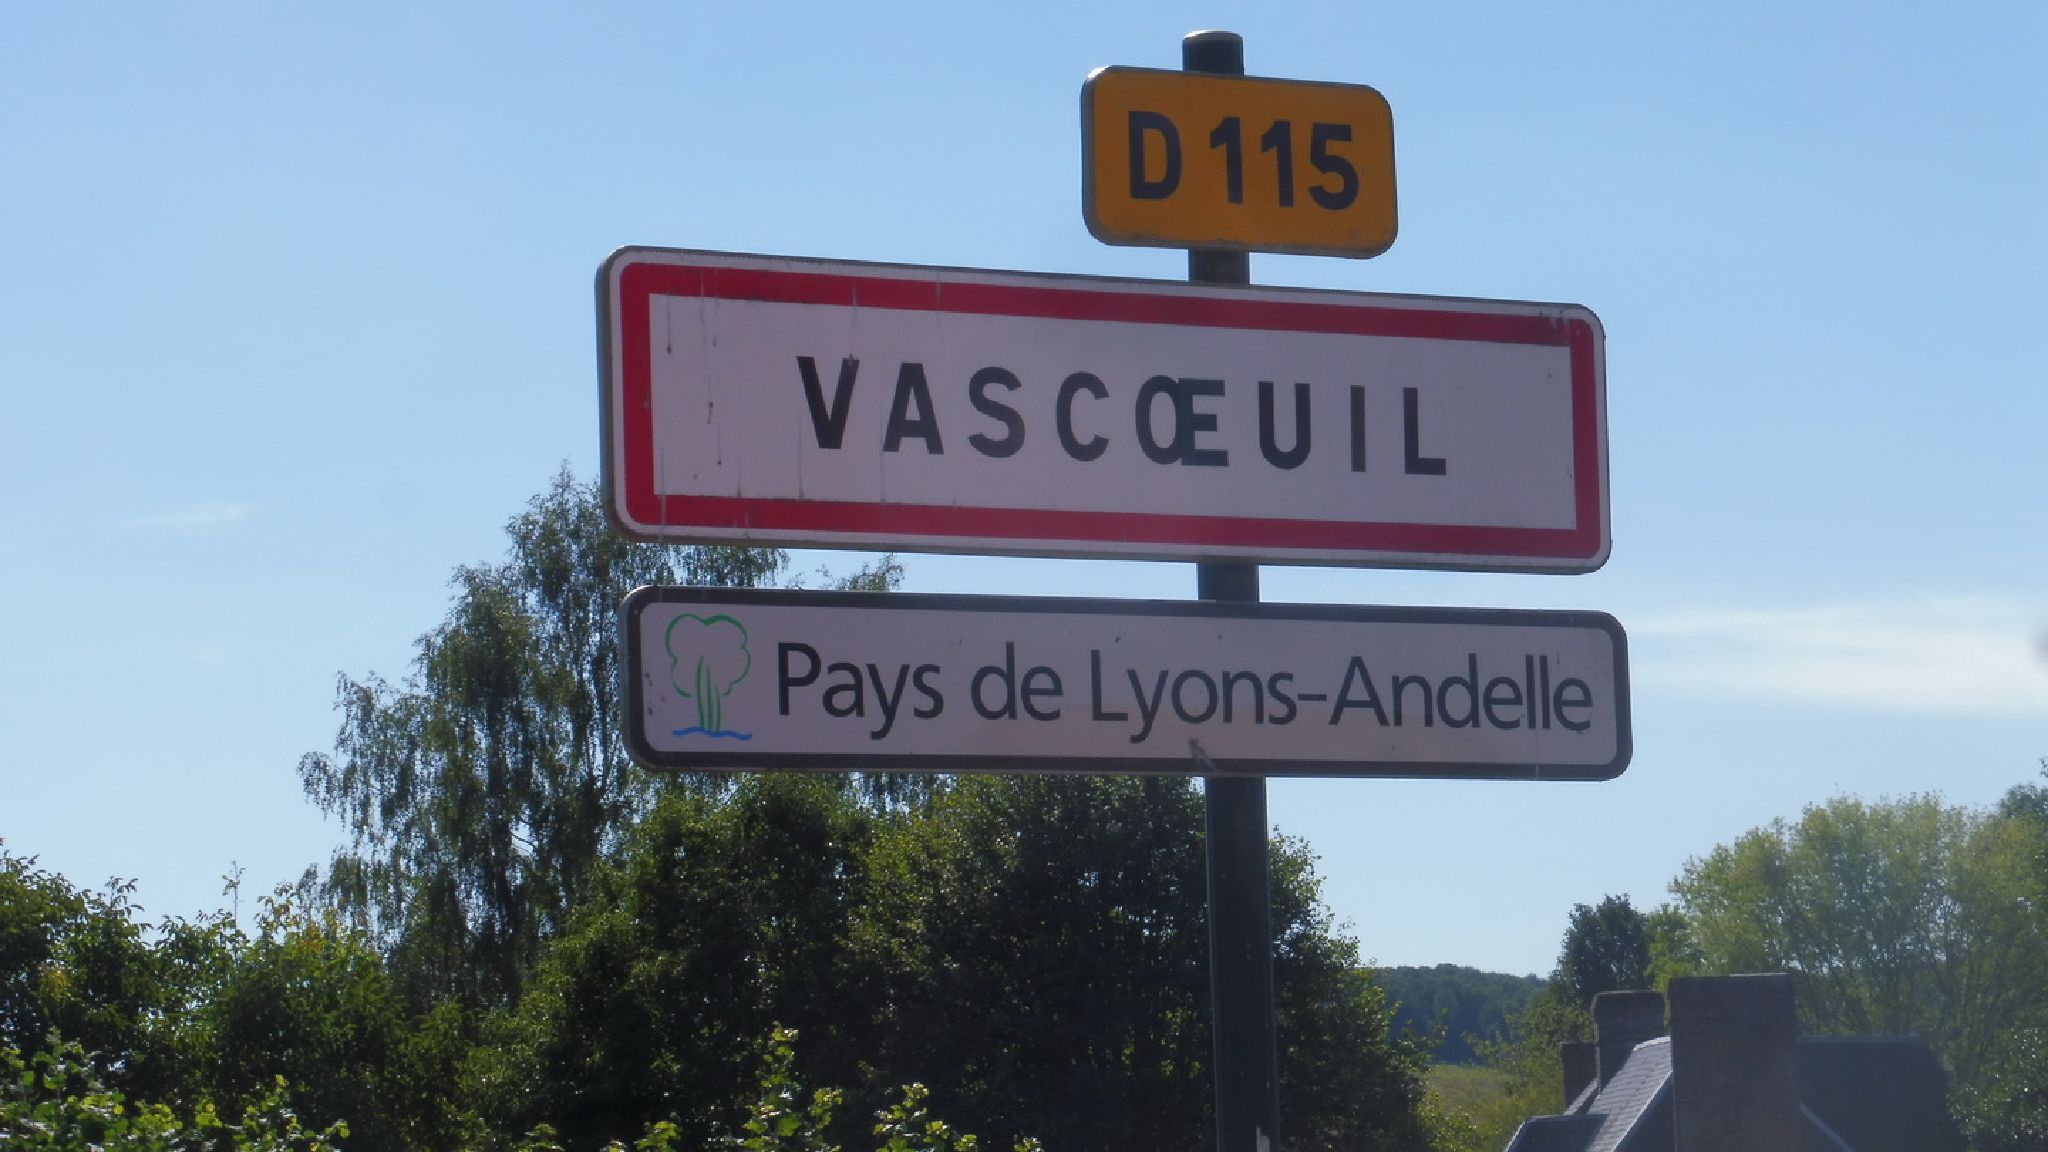 D 115
VASCŒUIL
Pays de Lyons-Andelle